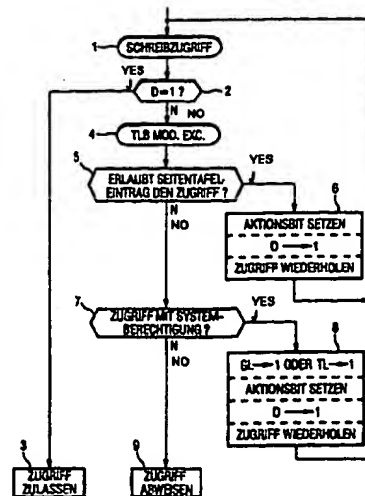 1 SCHREIBZUGRIFF
YES
D=1 ? 2
N NO
4 TLB MOD. EXC.
5
ERLAUBT SEITENTAFEL-
EINTRAG DEN ZUGRIFF ?
YES
N
NO
6
AKTIONSBIT SETZEN
D → 1
ZUGRIFF WIEDERHOLEN
7
ZUGRIFF MIT SYSTEM-
BERECHTIGUNG ?
YES
N
NO
8
GL→1 ODER TL→1
AKTIONSBIT SETZEN
D → 1
ZUGRIFF WIEDERHOLEN
3
ZUGRIFF
ZULASSEN
9
ZUGRIFF
ABWEISEN